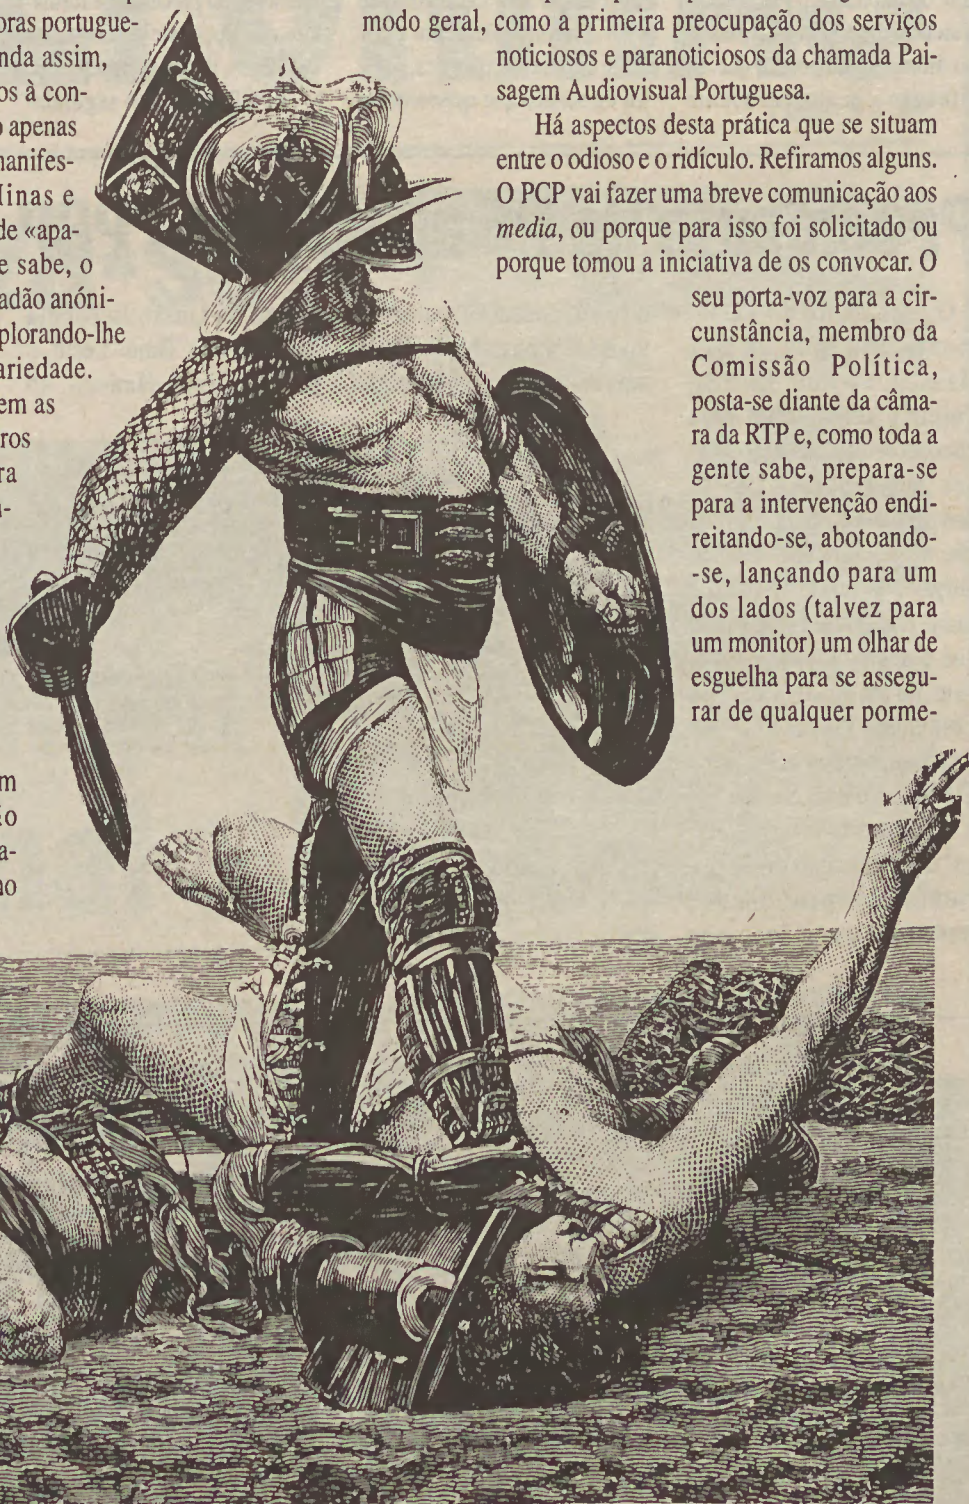 oras portugue-
nda assim,
os à con-
o apenas
manifes-
linas e
de «apa-
e sabe, o
adão anóni-
plorando-lhe
ariedade.
em as
ros
ra
m
o
a-
no
modo geral, como a primeira preocupação dos serviços
noticiosos e paranoticiosos da chamada Pai-
sagem Audiovisual Portuguesa.
Há aspectos desta prática que se situam
entre o odioso e o ridículo. Refiramos alguns.
O PCP vai fazer uma breve comunicação aos
media, ou porque para isso foi solicitado ou
porque tomou a iniciativa de os convocar. O
seu porta-voz para a cir-
cunstância, membro da
Comissão Política,
posta-se diante da câma-
ra da RTP e, como toda a
gente sabe, prepara-se
para a intervenção endi-
reitando-se, abotoando-
-se, lançando para um
dos lados (talvez para
um monitor) um olhar de
esguelha para se assegu-
rar de qualquer porme-